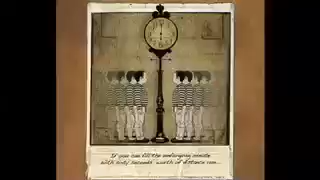 If you can fill the unforgiving minute
with sixty seconds' worth of distance run...